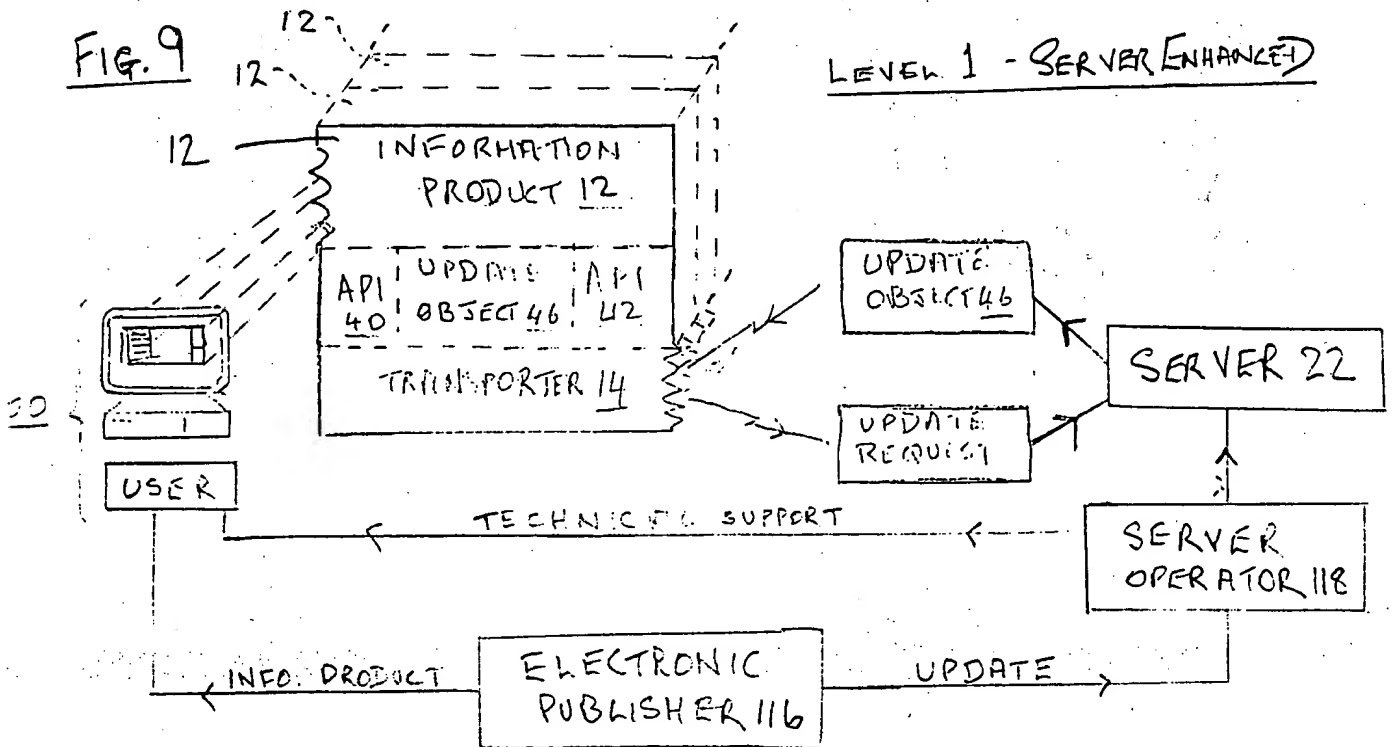 FIG. 9
LEVEL 1 - SERVER ENHANCED
12
12
12
INFORMATION
PRODUCT 12
API
40
UPDATE
OBJECT 46
API
42
TRANSPORTER 14
UPDATE
OBJECT 46
UPDATE
REQUEST
SERVER 22
USER
TECHNICAL SUPPORT
SERVER
OPERATOR 118
INFO. PRODUCT
ELECTRONIC
PUBLISHER 116
UPDATE